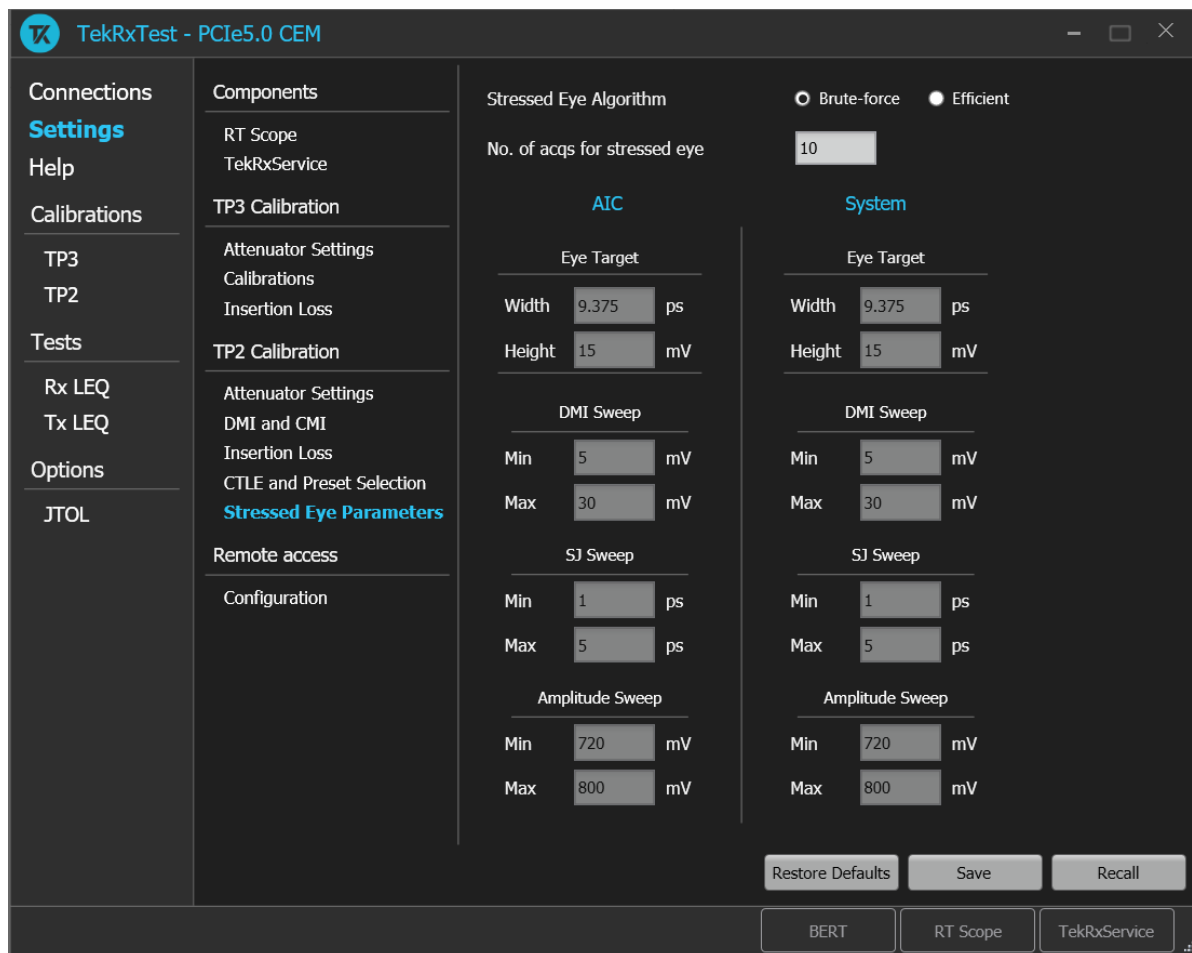 TekRxTest - PCIe5.0 CEM
Connections
Settings
Help
Calibrations
TP3
TP2
Tests
Rx LEQ
Tx LEQ
Options
JTOL
Components
RT Scope
TekRxService
TP3 Calibration
Attenuator Settings
Calibrations
Insertion Loss
TP2 Calibration
Attenuator Settings
DMI and CMI
Insertion Loss
CTLE and Preset Selection
Stressed Eye Parameters
Remote access
Configuration
Stressed Eye Algorithm Brute-force Efficient
No. of acqs for stressed eye 10
AIC
Eye Target
Width 9.375 ps
Height 15 mV
DMI Sweep
Min 5 mV
Max 30 mV
SJ Sweep
Min 1 ps
Max 5 ps
Amplitude Sweep
Min 720 mV
Max 800 mV
System
Eye Target
Width 9.375 ps
Height 15 mV
DMI Sweep
Min 5 mV
Max 30 mV
SJ Sweep
Min 1 ps
Max 5 ps
Amplitude Sweep
Min 720 mV
Max 800 mV
Restore Defaults Save Recall
BERT RT Scope TekRxService